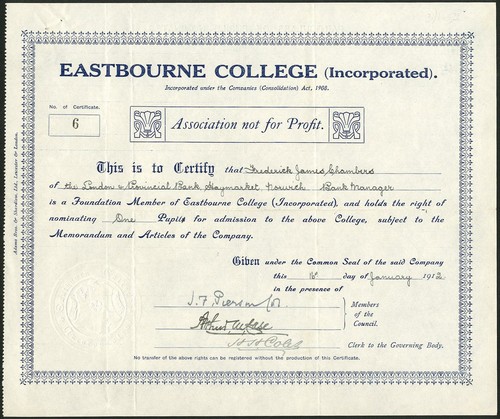 EASTBOURNE COLLEGE (Incorporated).
Incorporated under the Companies (Consolidation) Act, 1908.
No. of Certificate.
6
Association not for Profit.
This is to Certify that Frederick James Chambers
of the London & Provincial Bank Haymarket Norwich Bank Manager
is a Foundation Member of Eastbourne College (Incorporated), and holds the right of
nominating One Pupil for admission to the above College, subject to the
Memorandum and Articles of the Company.
Given under the Common Seal of the said Company
this day of January 1912
in the presence of
J. F. Pierson
Members
of the
Council.
Arthur
H H Coles
Clerk to the Governing Body.
No transfer of the above rights can be registered without the production of this Certificate.